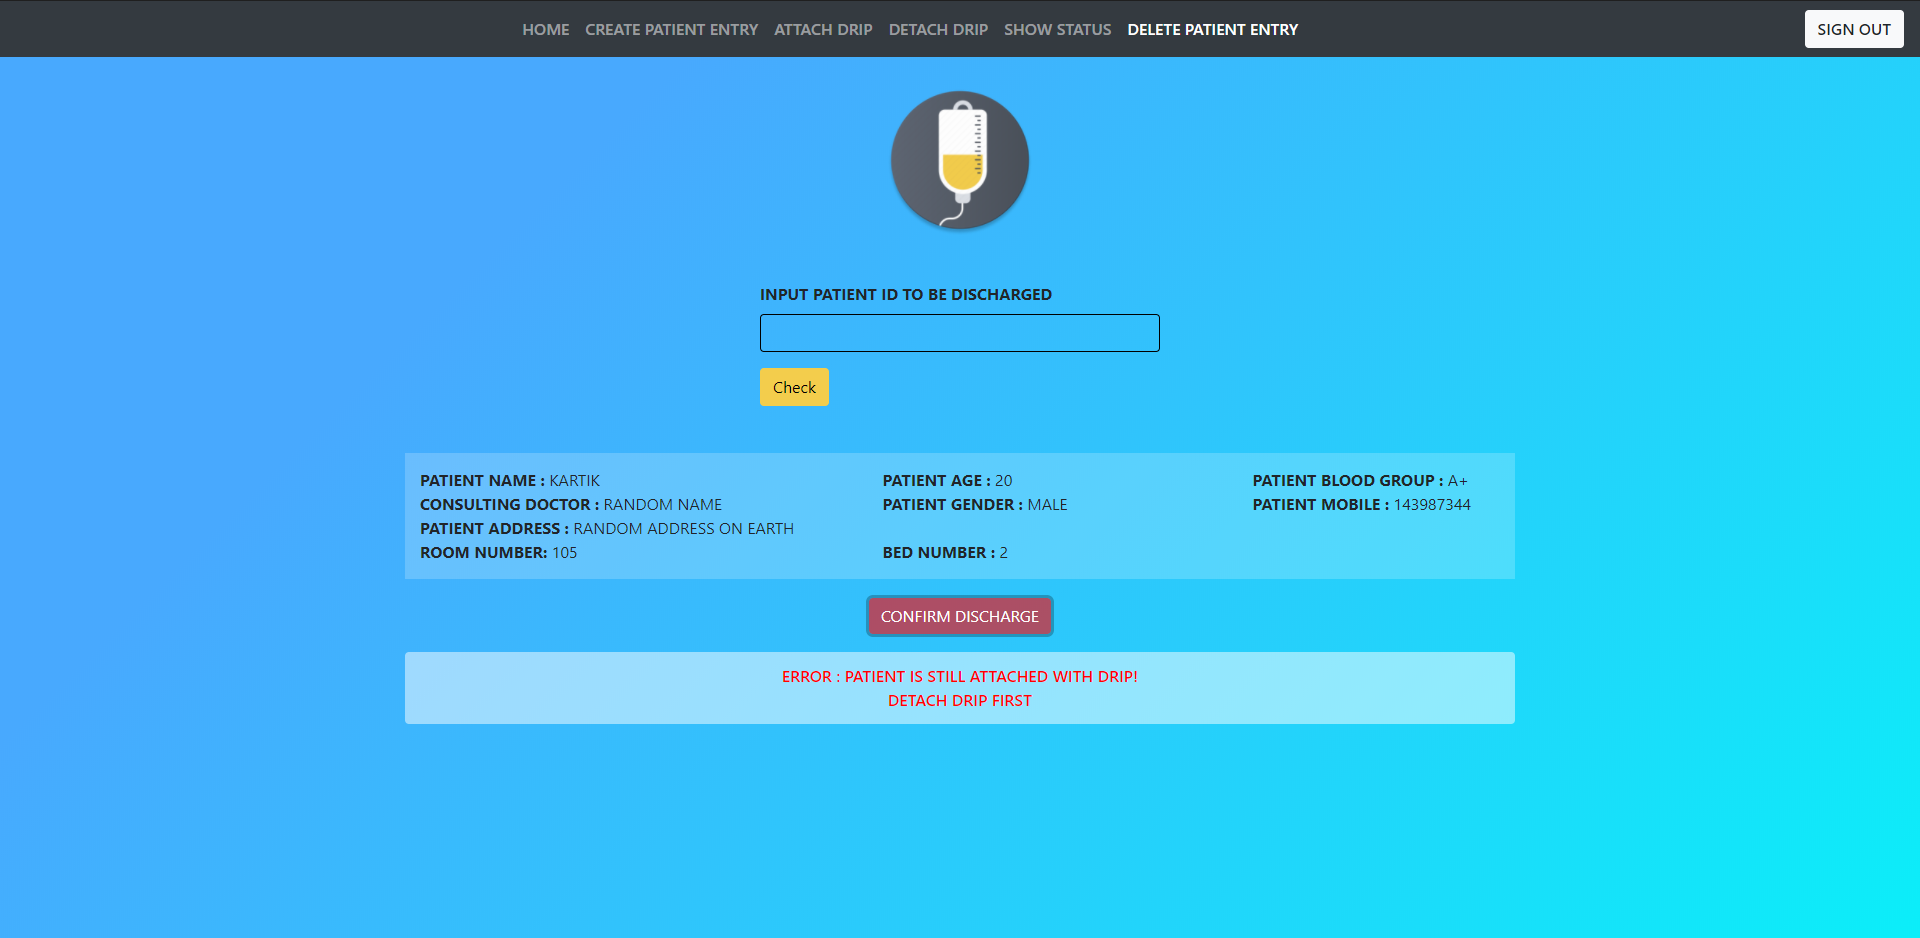 HOME CREATE PATIENT ENTRY ATTACH DRIP DETACH DRIP SHOW STATUS DELETE PATIENT ENTRY SIGN OUT
INPUT PATIENT ID TO BE DISCHARGED
Check
PATIENT NAME : KARTIK PATIENT AGE : 20 PATIENT BLOOD GROUP : A+
CONSULTING DOCTOR : RANDOM NAME PATIENT GENDER : MALE PATIENT MOBILE : 143987344
PATIENT ADDRESS : RANDOM ADDRESS ON EARTH
ROOM NUMBER: 105 BED NUMBER : 2
CONFIRM DISCHARGE
ERROR : PATIENT IS STILL ATTACHED WITH DRIP!
DETACH DRIP FIRST